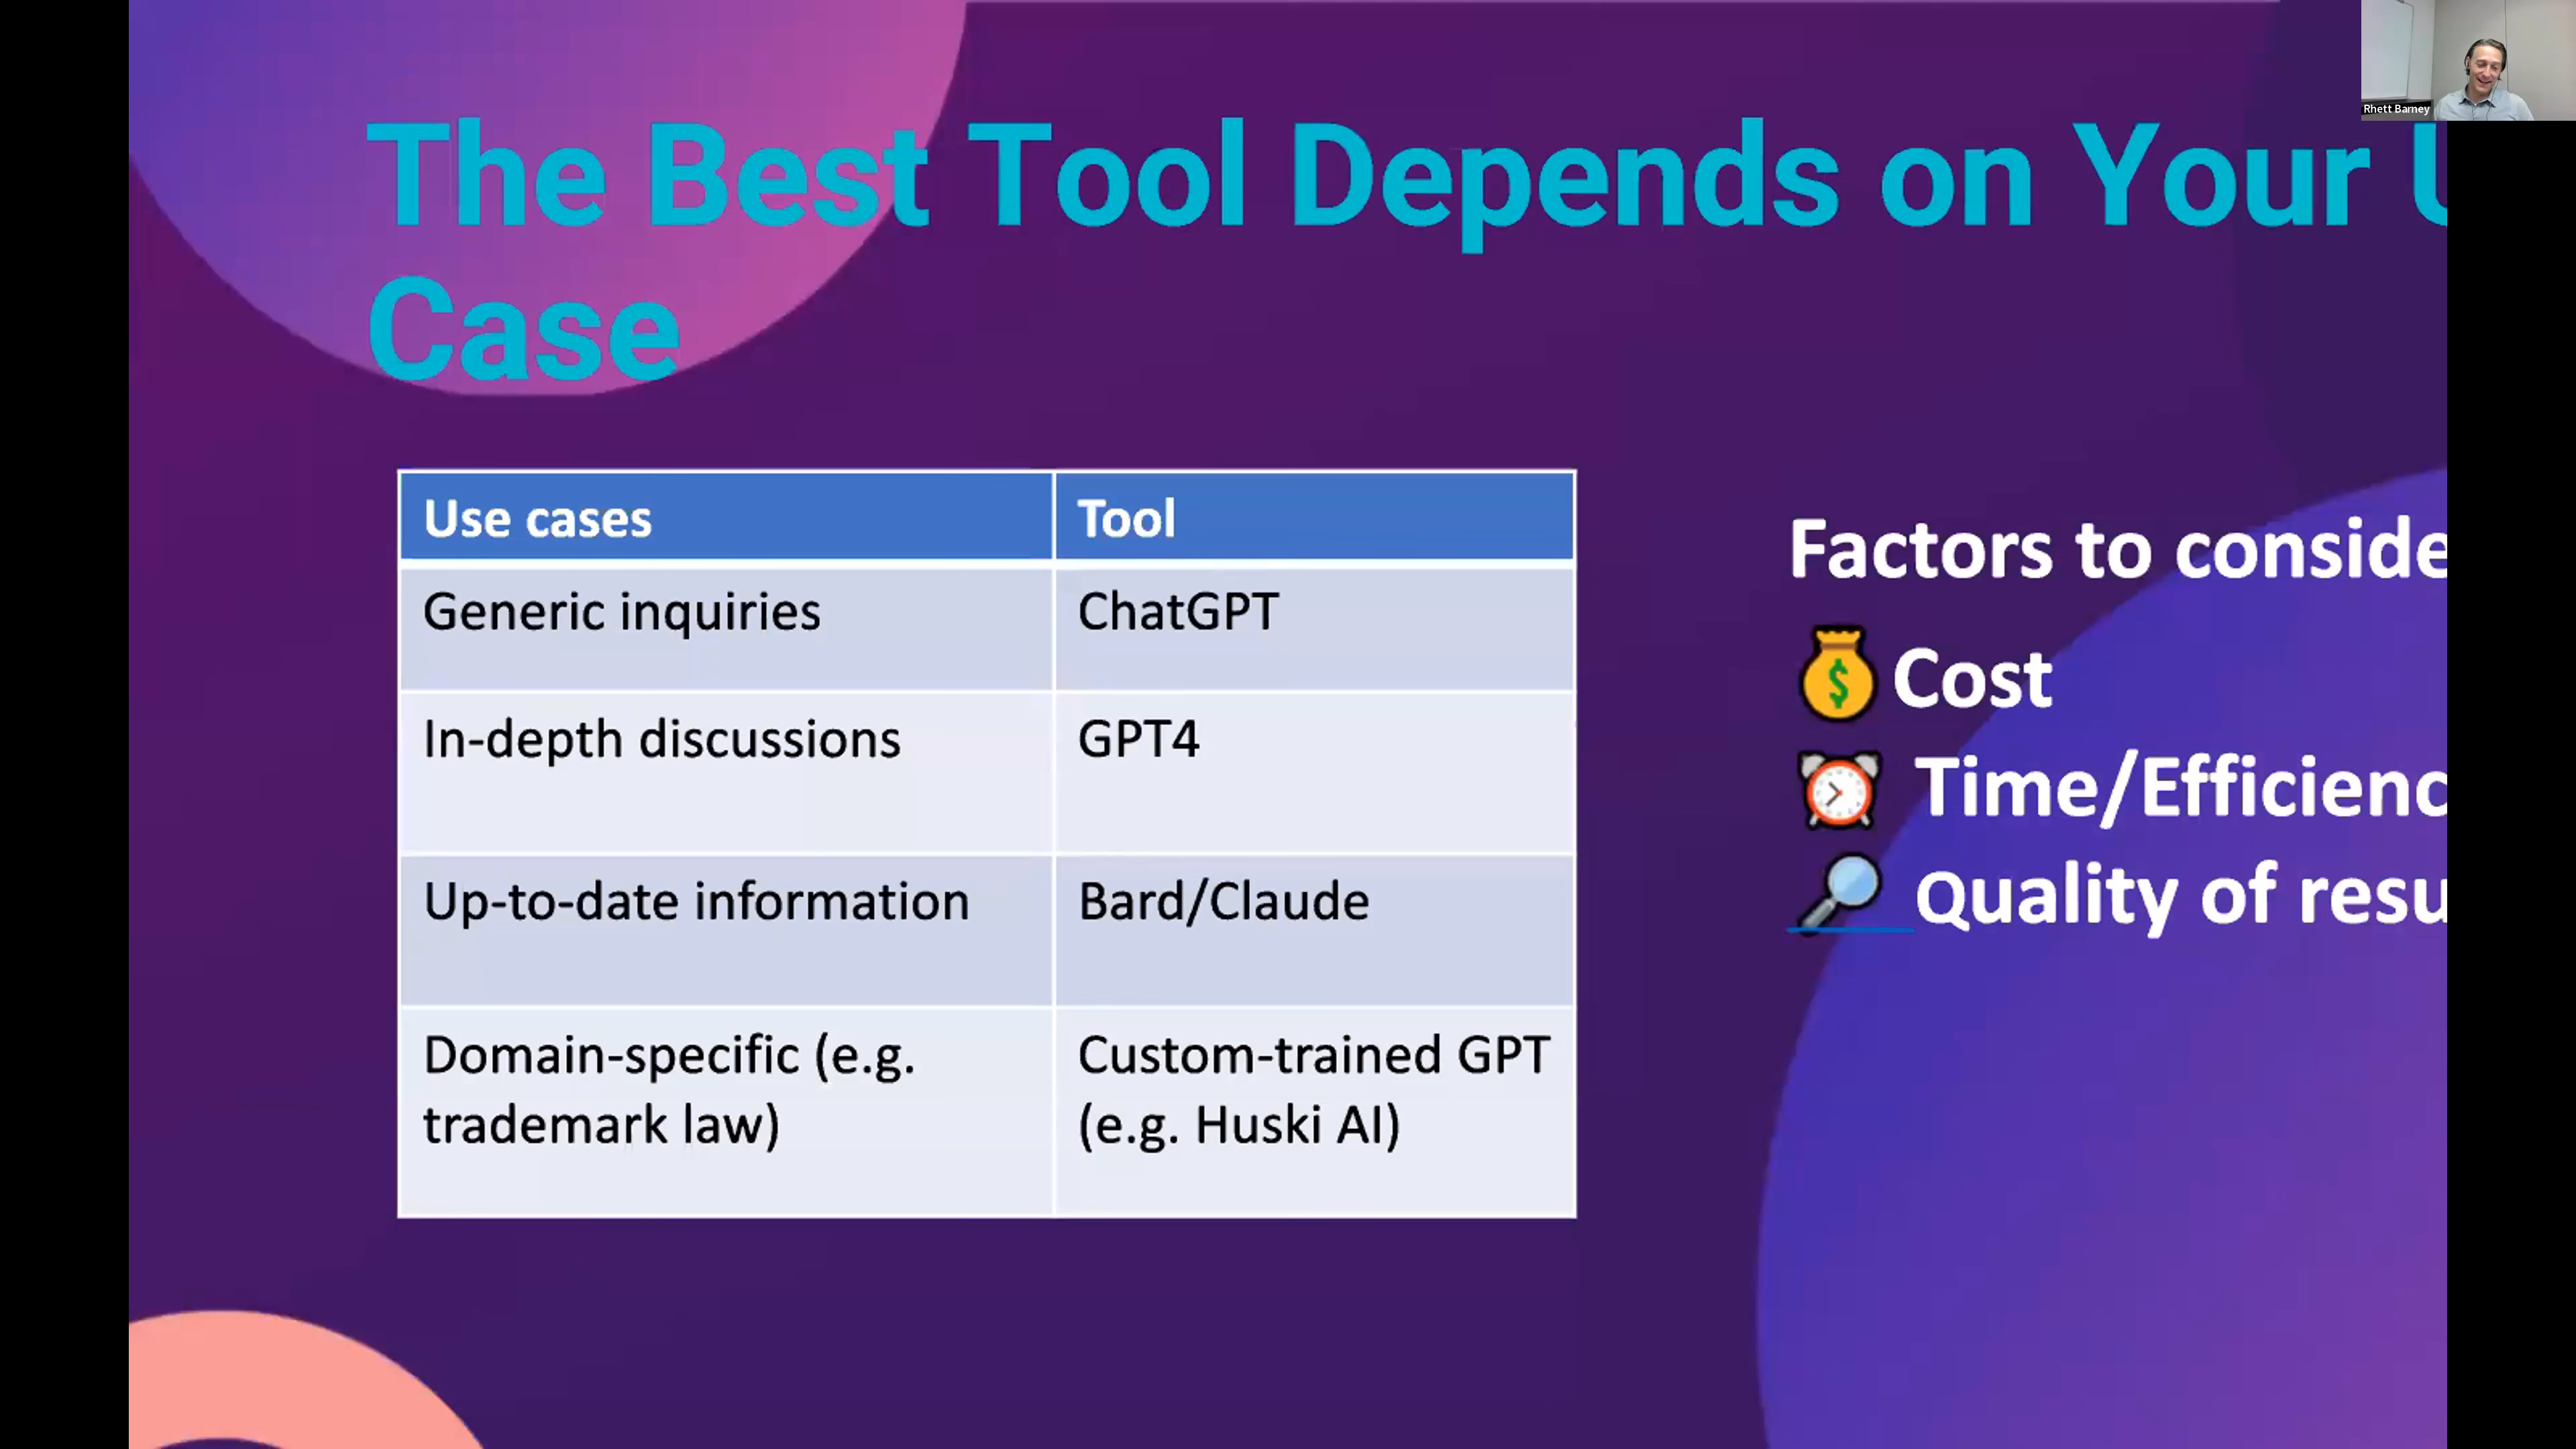 Rhett Barney
The Best Tool Depends on Your
Case
Use cases Tool
Generic inquiries ChatGPT
In-depth discussions GPT4
Up-to-date information Bard/Claude
Domain-specific (e.g. Custom-trained GPT
trademark law) (e.g. Huski AI)
Factors to conside
Cost
Time/Efficienc
Quality of resu